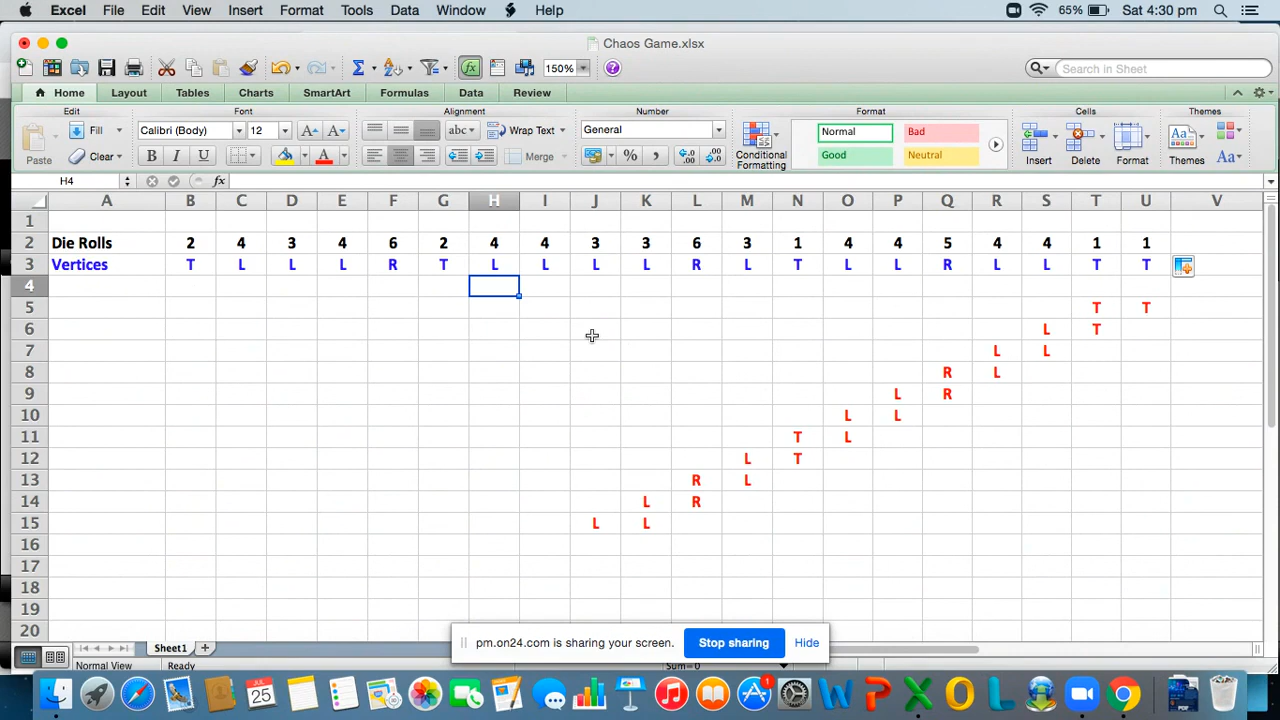 Excel File Edit View Insert Format Tools Data Window Help 65% Sat 4:30 pm
Chaos Game.xlsx
150% Search in Sheet
Home Layout Tables Charts SmartArt Formulas Data Review
Edit Font Alignment Number Format Cells Themes
Fill Calibri (Body) 12 abc Wrap Text General Normal Bad
Paste Clear B I U Merge % Conditional Formatting Good Neutral Insert Delete Format Themes Aa
H4 fx
A B C D E F G H I J K L M N O P Q R S T U V
1
2 Die Rolls 2 4 3 4 6 2 4 4 3 3 6 3 1 4 4 5 4 4 1 1
3 Vertices T L L L R T L L L L R L T L L R L L T T
4
5 T T
6 L T
7 L L
8 R L
9 L R
10 L L
11 T L
12 L T
13 R L
14 L R
15 L L
16
17
18
19
20
pm.on24.com is sharing your screen. Stop sharing Hide
Sheet1
Normal View Ready Sum=0